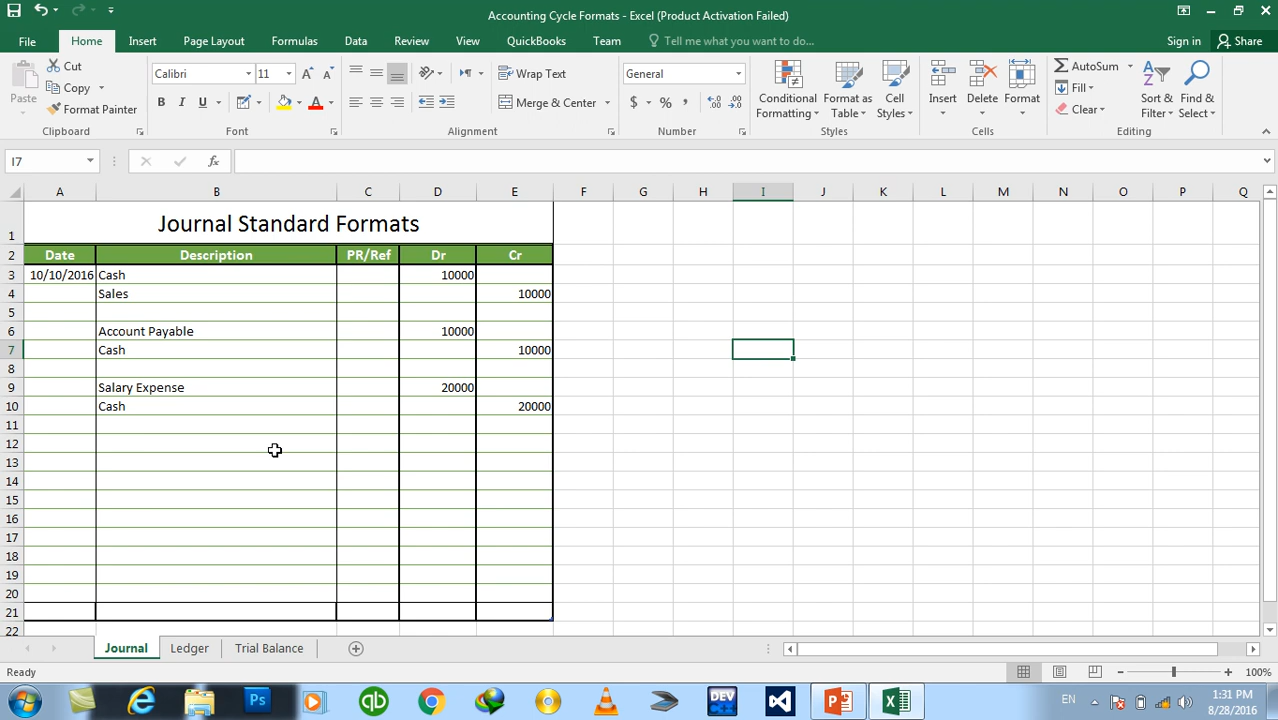 Accounting Cycle Formats - Excel (Product Activation Failed)
File Home Insert Page Layout Formulas Data Review View QuickBooks Team Tell me what you want to do... Sign in Share
Paste
Cut
Copy
Format Painter
Clipboard
Calibri 11
B I U A
Font
Wrap Text
Merge & Center
Alignment
General
$ % ,
Number
Conditional Formatting
Format as Table
Cell Styles
Styles
Insert Delete Format
Cells
AutoSum
Fill
Clear
Sort & Filter
Find & Select
Editing
I7 fx
A B C D E F G H I J K L M N O P Q
1 Journal Standard Formats
2 Date Description PR/Ref Dr Cr
3 10/10/2016 Cash 10000
4 Sales 10000
5
6 Account Payable 10000
7 Cash 10000
8
9 Salary Expense 20000
10 Cash 20000
11
12
13
14
15
16
17
18
19
20
21
22
Journal Ledger Trial Balance
Ready 100%
Ps qb DEV EN 1:31 PM
8/28/2016